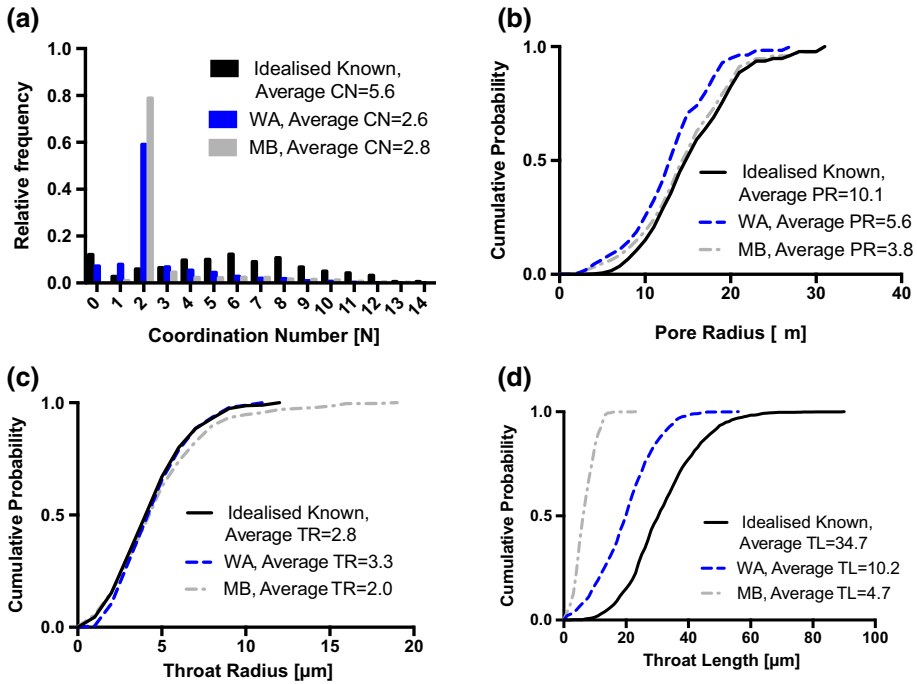 (a)
1.0
0.8
0.6
0.4
0.2
0.0
Relative frequency
Idealised Known,
Average CN=5.6
WA, Average CN=2.6
MB, Average CN=2.8
0 1 2 3 4 5 6 7 8 9 10 11 12 13 14
Coordination Number [N]
(b)
1.0
0.5
0.0
Cumulative Probability
Idealised Known,
Average PR=10.1
WA, Average PR=5.6
MB, Average PR=3.8
0 10 20 30 40
Pore Radius [ m]
(c)
1.0
0.5
0.0
Cumulative Probability
Idealised Known,
Average TR=2.8
WA, Average TR=3.3
MB, Average TR=2.0
0 5 10 15 20
Throat Radius [µm]
(d)
1.0
0.5
0.0
Cumulative Probability
Idealised Known,
Average TL=34.7
WA, Average TL=10.2
MB, Average TL=4.7
0 20 40 60 80 100
Throat Length [µm]